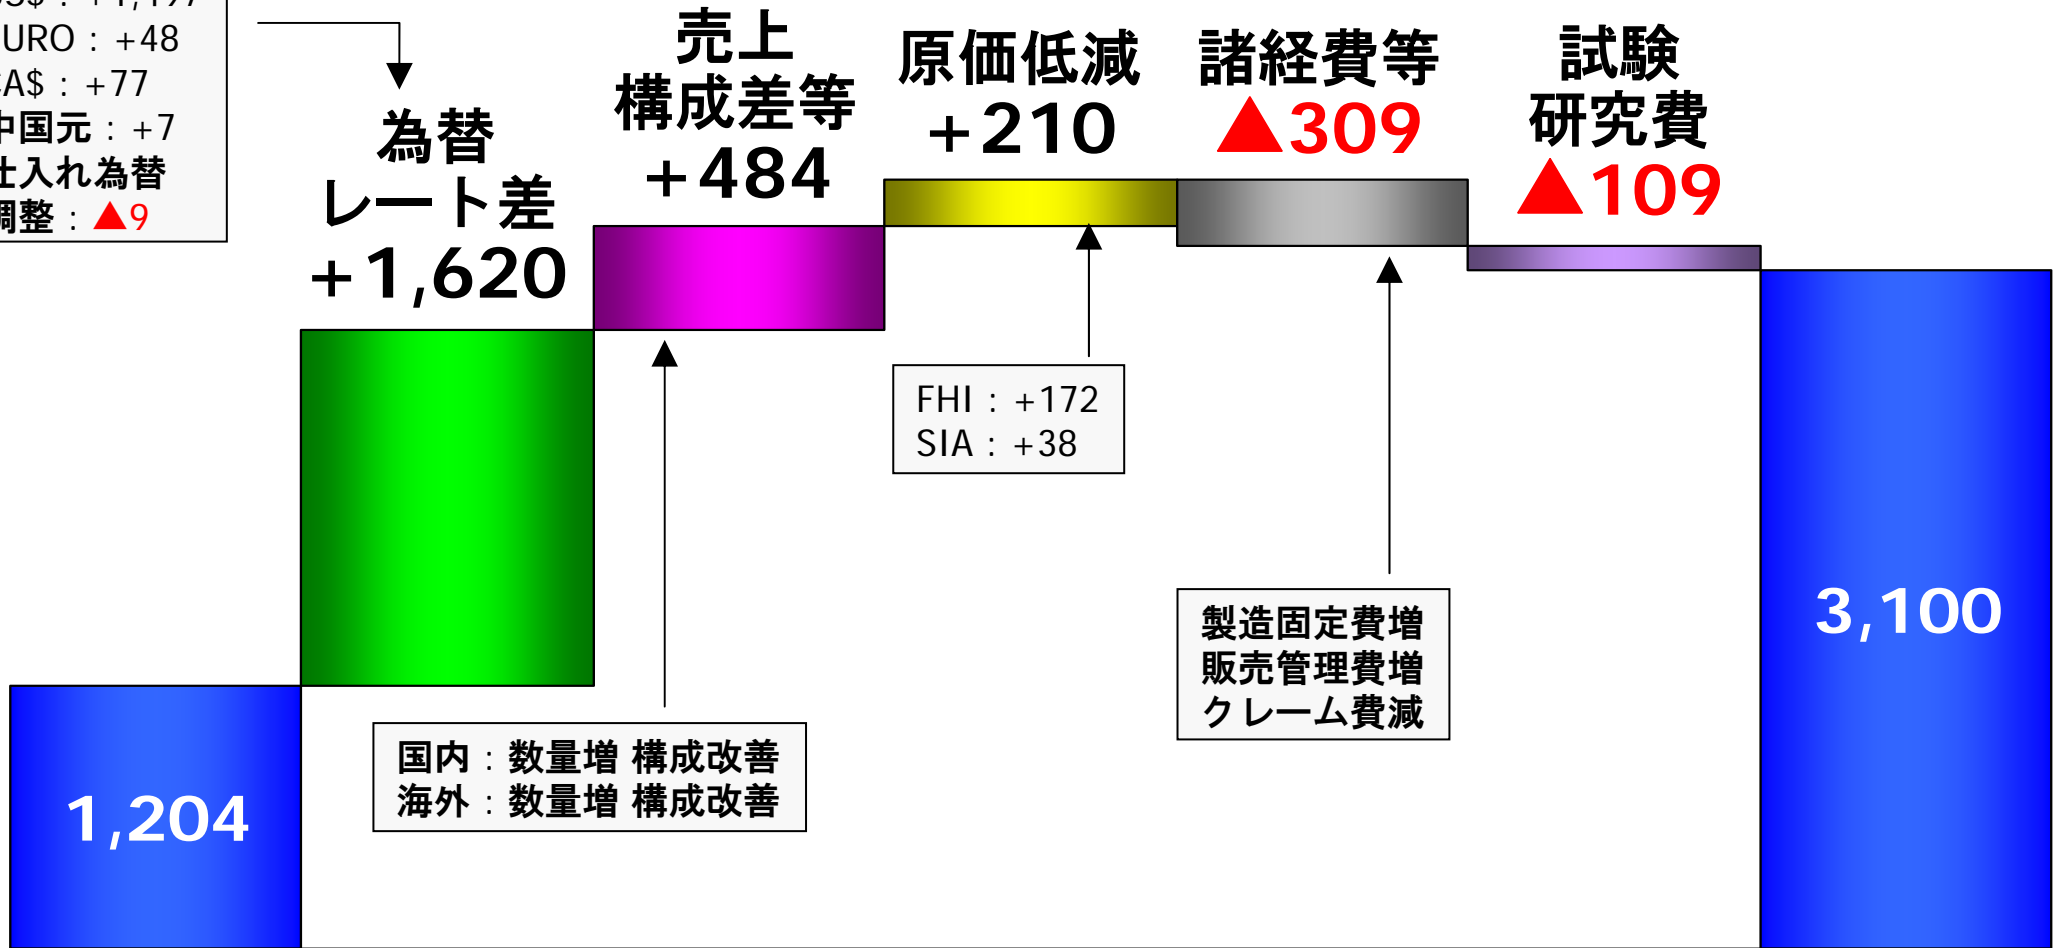 EURO : +48
CA$ : +77
中国元 : +7
仕入れ為替
調整 : ▲9
為替
レート差
+1,620
売上
構成差等
+484
原価低減
+210
諸経費等
▲309
試験
研究費
▲109
FHI : +172
SIA : +38
製造固定費増
販売管理費増
クレーム費減
国内 : 数量増 構成改善
海外 : 数量増 構成改善
1,204
3,100